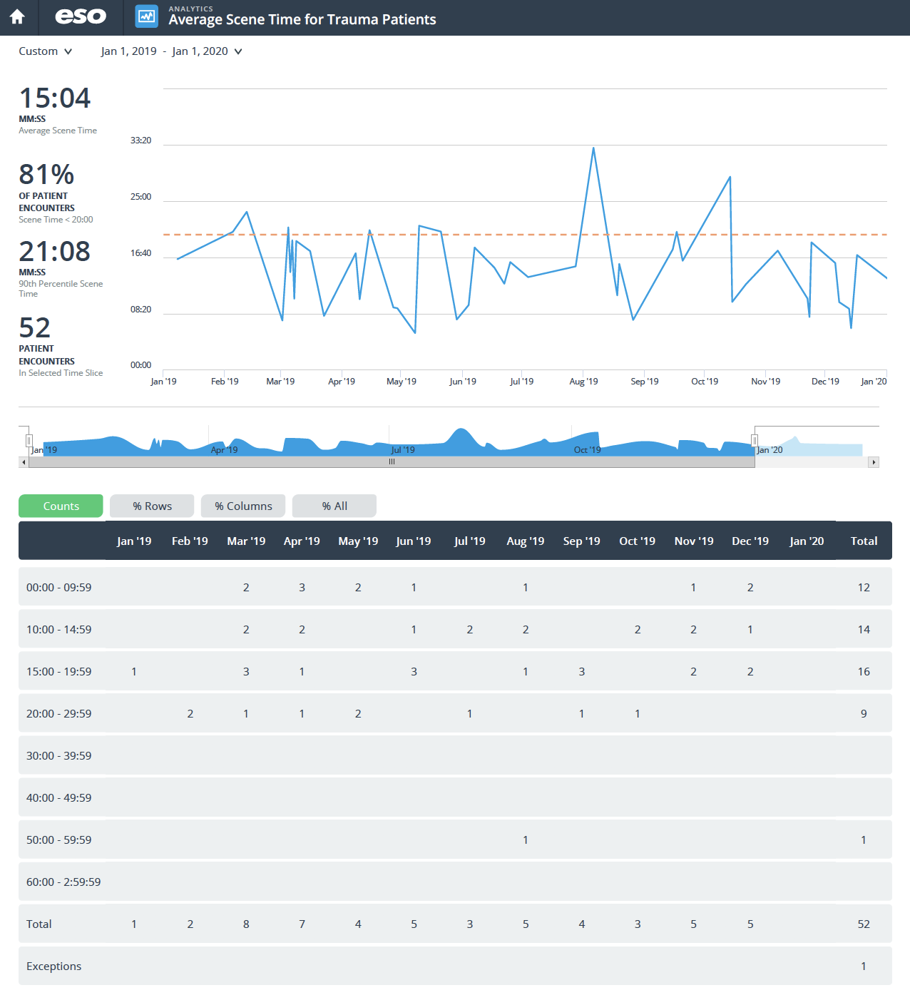 eso
ANALYTICS
Average Scene Time for Trauma Patients
Custom
Jan 1, 2019 - Jan 1, 2020
15:04
MM:SS
Average Scene Time
81%
OF PATIENT
ENCOUNTERS
Scene Time < 20:00
21:08
MM:SS
90th Percentile Scene
Time
52
PATIENT
ENCOUNTERS
In Selected Time Slice
33:20
25:00
16:40
08:20
00:00
Jan '19 Feb '19 Mar '19 Apr '19 May '19 Jun '19 Jul '19 Aug '19 Sep '19 Oct '19 Nov '19 Dec '19 Jan '20
Jan '19 Apr '19 Jul '19 Oct '19 Jan '20
Counts % Rows % Columns % All
Jan '19 Feb '19 Mar '19 Apr '19 May '19 Jun '19 Jul '19 Aug '19 Sep '19 Oct '19 Nov '19 Dec '19 Jan '20 Total
00:00 - 09:59 2 3 2 1 1 1 2 12
10:00 - 14:59 2 2 1 2 2 2 2 1 14
15:00 - 19:59 1 3 1 3 1 3 2 2 16
20:00 - 29:59 2 1 1 2 1 1 1 9
30:00 - 39:59
40:00 - 49:59
50:00 - 59:59 1 1
60:00 - 2:59:59
Total 1 2 8 7 4 5 3 5 4 3 5 5 52
Exceptions 1